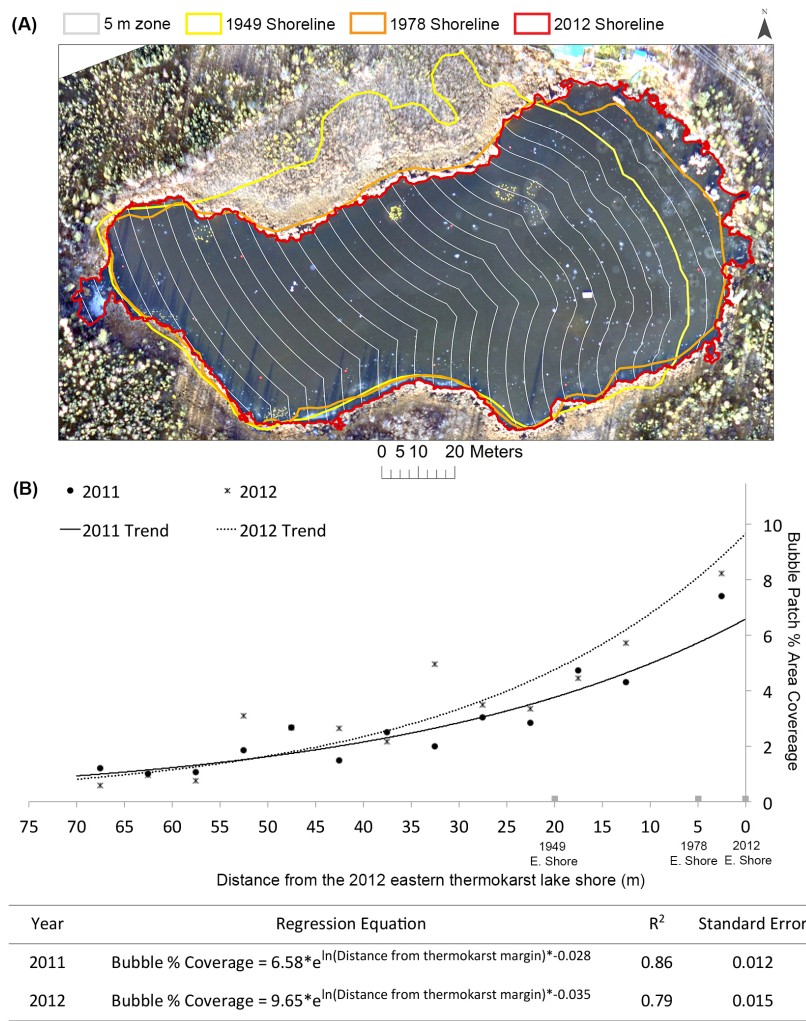 (A) 5 m zone 1949 Shoreline 1978 Shoreline 2012 Shoreline N
0 5 10 20 Meters
(B) 2011 2012
2011 Trend 2012 Trend
10
8
6
4
2
0
Bubble Patch % Area Covereage
75 70 65 60 55 50 45 40 35 30 25 20 15 10 5 0
1949 1978 2012
E. Shore E. Shore E. Shore
Distance from the 2012 eastern thermokarst lake shore (m)
Year Regression Equation R² Standard Error
2011 Bubble % Coverage = 6.58*e^ln(Distance from thermokarst margin)*-0.028 0.86 0.012
2012 Bubble % Coverage = 9.65*e^ln(Distance from thermokarst margin)*-0.035 0.79 0.015